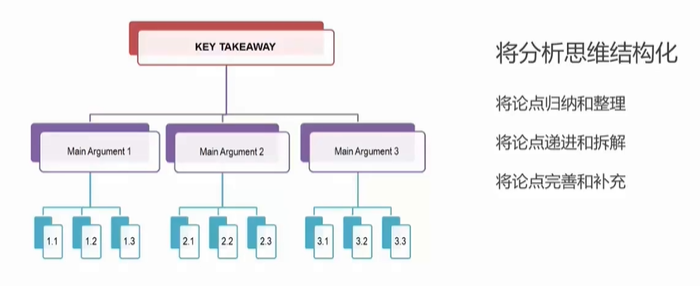 KEY TAKEAWAY
Main Argument 1
Main Argument 2
Main Argument 3
1.1
1.2
1.3
2.1
2.2
2.3
3.1
3.2
3.3
将分析思维结构化
将论点归纳和整理
将论点递进和拆解
将论点完善和补充